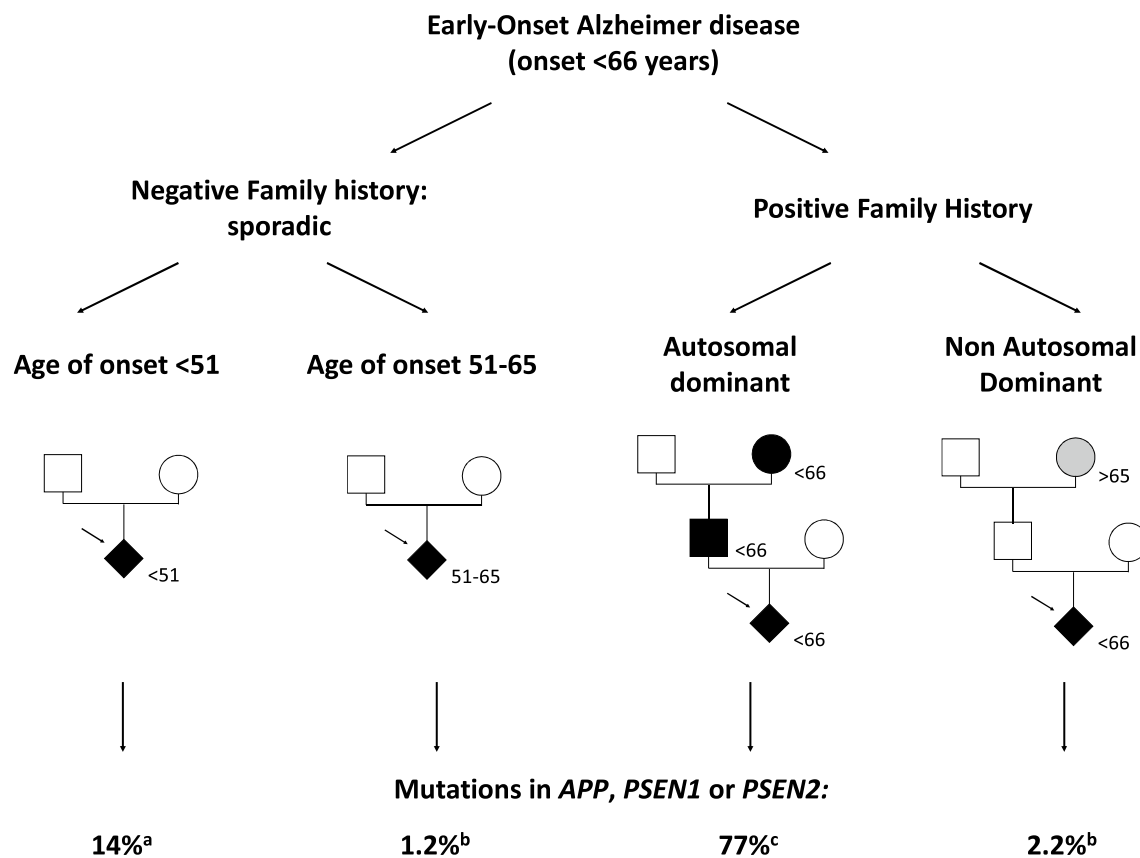 Early-Onset Alzheimer disease
(onset <66 years)
Negative Family history:
sporadic
Positive Family History
Age of onset <51
Age of onset 51-65
Autosomal
dominant
Non Autosomal
Dominant
<51
51-65
<66
<66
<66
>65
<66
Mutations in APP, PSEN1 or PSEN2:
14%ᵃ
1.2%ᵇ
77%ᶜ
2.2%ᵇ